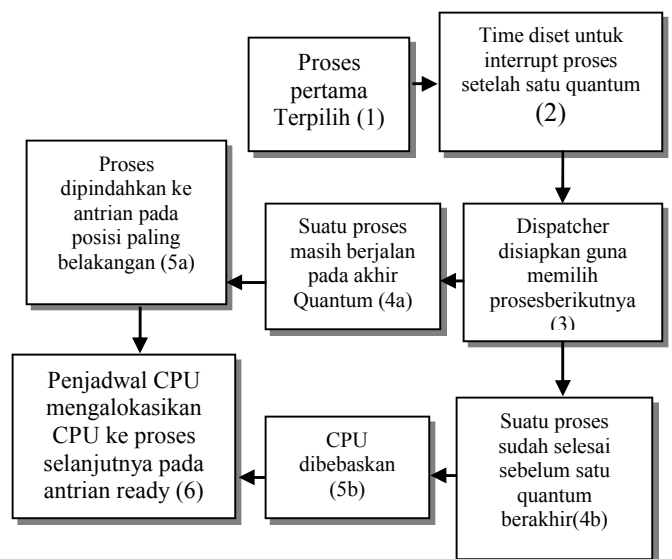 Proses
pertama
Terpilih (1)
Time diset untuk
interrupt proses
setelah satu quantum
(2)
Dispatcher
disiapkan guna
memilih
prosesberikutnya
(3)
Suatu proses
masih berjalan
pada akhir
Quantum (4a)
Proses
dipindahkan ke
antrian pada
posisi paling
belakangan (5a)
Suatu proses
sudah selesai
sebelum satu
quantum
berakhir(4b)
CPU
dibebaskan
(5b)
Penjadwal CPU
mengalokasikan
CPU ke proses
selanjutnya pada
antrian ready (6)